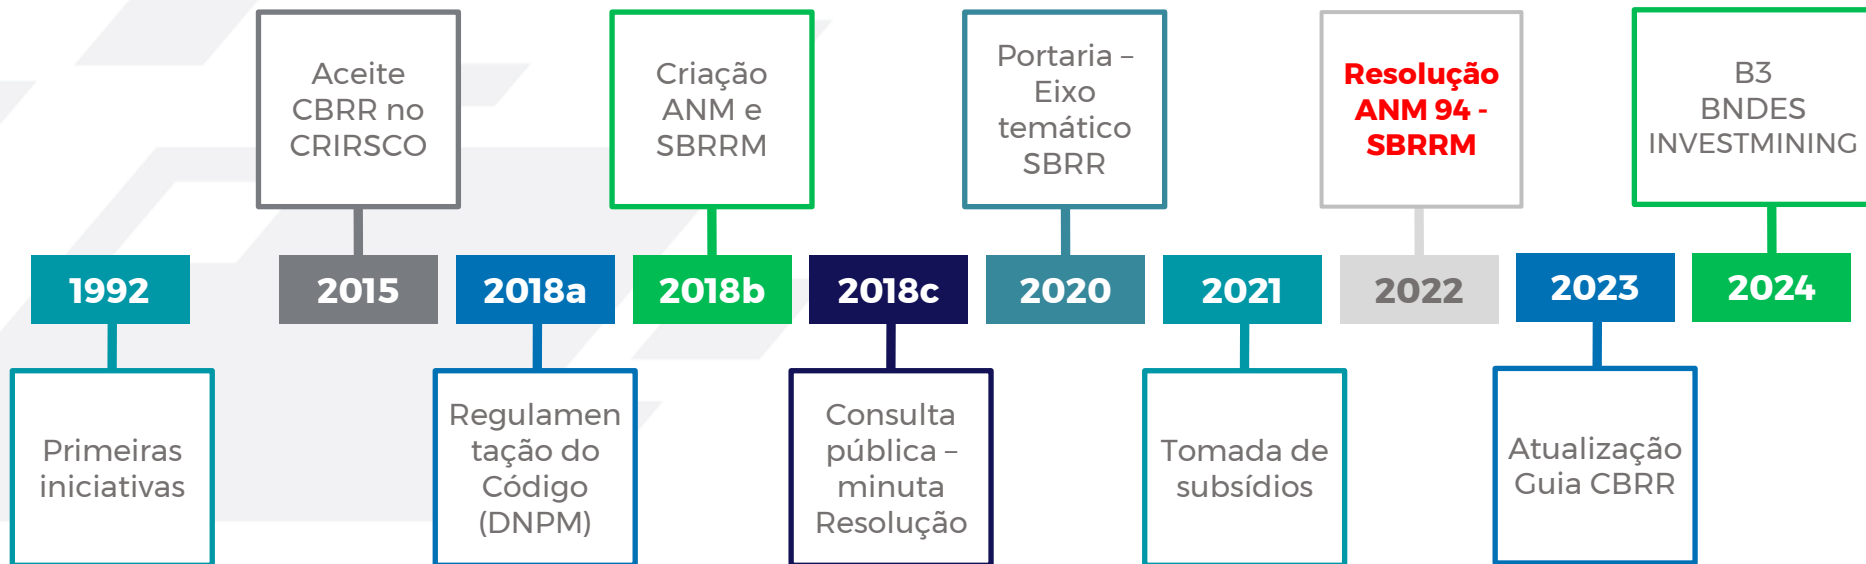 Aceite
CBRR no
CRIRSCO
Criação
ANM e
SBRRM
Portaria –
Eixo
temático
SBRR
Resolução
ANM 94 -
SBRRM
B3
BNDES
INVESTMINING
1992
2015
2018a
2018b
2018c
2020
2021
2022
2023
2024
Primeiras
iniciativas
Regulamen
tação do
Código
(DNPM)
Consulta
pública –
minuta
Resolução
Tomada de
subsídios
Atualização
Guia CBRR